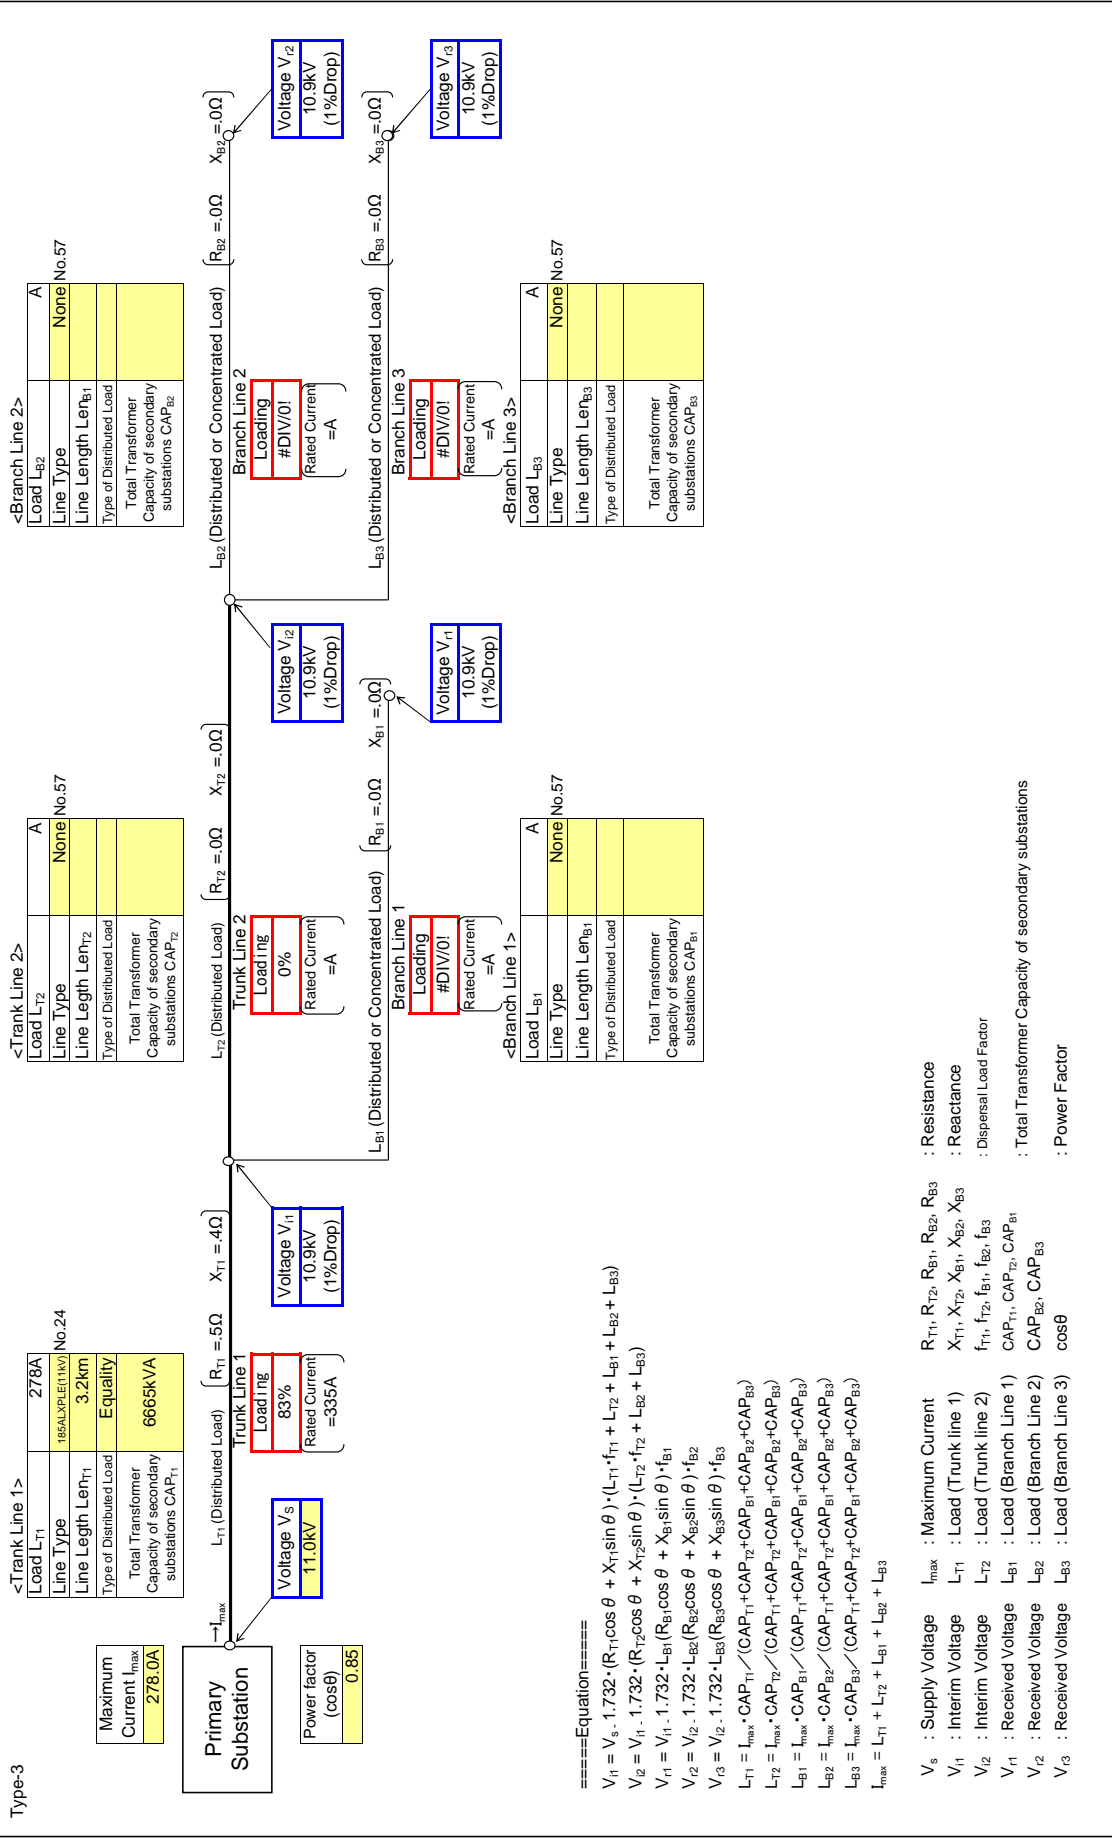 Type-3
Maximum
Current Imax
278.0A
Primary
Substation
Power factor
(cosθ)
0.85
→Imax
Voltage VS
11.0kV
<Trank Line 1>
Load LT1 278A
Line Type 185ALXPLE(11kV) No.24
Line Length LenT1 3.2km
Type of Distributed Load Equality
Total Transformer
Capacity of secondary
substations CAPT1
6665kVA
LT1 (Distributed Load) RT1 =.5Ω XT1 =.4Ω
Trunk Line 1
Loading
83%
Rated Current
=335A
Voltage Vi1
10.9kV
(1%Drop)
<Trank Line 2>
Load LT2 A
Line Type None No.57
Line Legth LenT2
Type of Distributed Load
Total Transformer
Capacity of secondary
substations CAPT2
LT2 (Distributed Load) RT2 =.0Ω XT2 =.0Ω
Trunk Line 2
Loading
0%
Rated Current
=A
Voltage Vi2
10.9kV
(1%Drop)
LB1 (Distributed or Concentrated Load) RB1 =.0Ω XB1 =.0Ω
Branch Line 1
Loading
#DIV/0!
Rated Current
=A
Voltage Vr1
10.9kV
(1%Drop)
<Branch Line 1>
Load LB1 A
Line Type None No.57
Line Length LenB1
Type of Distributed Load
Total Transformer
Capacity of secondary
substations CAPB1
<Branch Line 2>
Load LB2 A
Line Type None No.57
Line Length LenB1
Type of Distributed Load
Total Transformer
Capacity of secondary
substations CAPB2
LB2 (Distributed or Concentrated Load) RB2 =.0Ω XB2 =.0Ω
Branch Line 2
Loading
#DIV/0!
Rated Current
=A
Voltage Vr2
10.9kV
(1%Drop)
LB3 (Distributed or Concentrated Load) RB3 =.0Ω XB3 =.0Ω
Branch Line 3
Loading
#DIV/0!
Rated Current
=A
Voltage Vr3
10.9kV
(1%Drop)
<Branch Line 3>
Load LB3 A
Line Type None No.57
Line Length LenB3
Type of Distributed Load
Total Transformer
Capacity of secondary
substations CAPB3
=====Equation=====
Vi1 = Vs - 1.732・(RT1cosθ + XT1sinθ)・(LT1・fT1 + LT2 + LB1 + LB2 + LB3)
Vi2 = Vi1 - 1.732・(RT2cosθ + XT2sinθ)・(LT2・fT2 + LB2 + LB3)
Vr1 = Vi1 - 1.732・LB1(RB1cosθ + XB1sinθ)・fB1
Vr2 = Vi2 - 1.732・LB2(RB2cosθ + XB2sinθ)・fB2
Vr3 = Vi2 - 1.732・LB3(RB3cosθ + XB3sinθ)・fB3
LT1 = Imax・CAPT1／(CAPT1+CAPT2+CAPB1+CAPB2+CAPB3)
LT2 = Imax・CAPT2／(CAPT1+CAPT2+CAPB1+CAPB2+CAPB3)
LB1 = Imax・CAPB1／(CAPT1+CAPT2+CAPB1+CAPB2+CAPB3)
LB2 = Imax・CAPB2／(CAPT1+CAPT2+CAPB1+CAPB2+CAPB3)
LB3 = Imax・CAPB3／(CAPT1+CAPT2+CAPB1+CAPB2+CAPB3)
Imax = LT1 + LT2 + LB1 + LB2 + LB3
Vs : Supply Voltage Imax : Maximum Current RT1, RT2, RB1, RB2, RB3 : Resistance
Vi1 : Interim Voltage LT1 : Load (Trunk line 1) XT1, XT2, XB1, XB2, XB3 : Reactance
Vi2 : Interim Voltage LT2 : Load (Trunk line 2) fT1, fT2, fB1, fB2, fB3 : Dispersal Load Factor
Vr1 : Received Voltage LB1 : Load (Branch Line 1) CAPT1, CAPT2, CAPB1 : Total Transformer Capacity of secondary substations
Vr2 : Received Voltage LB2 : Load (Branch Line 2) CAPB2, CAPB3
Vr3 : Received Voltage LB3 : Load (Branch Line 3) cosθ : Power Factor